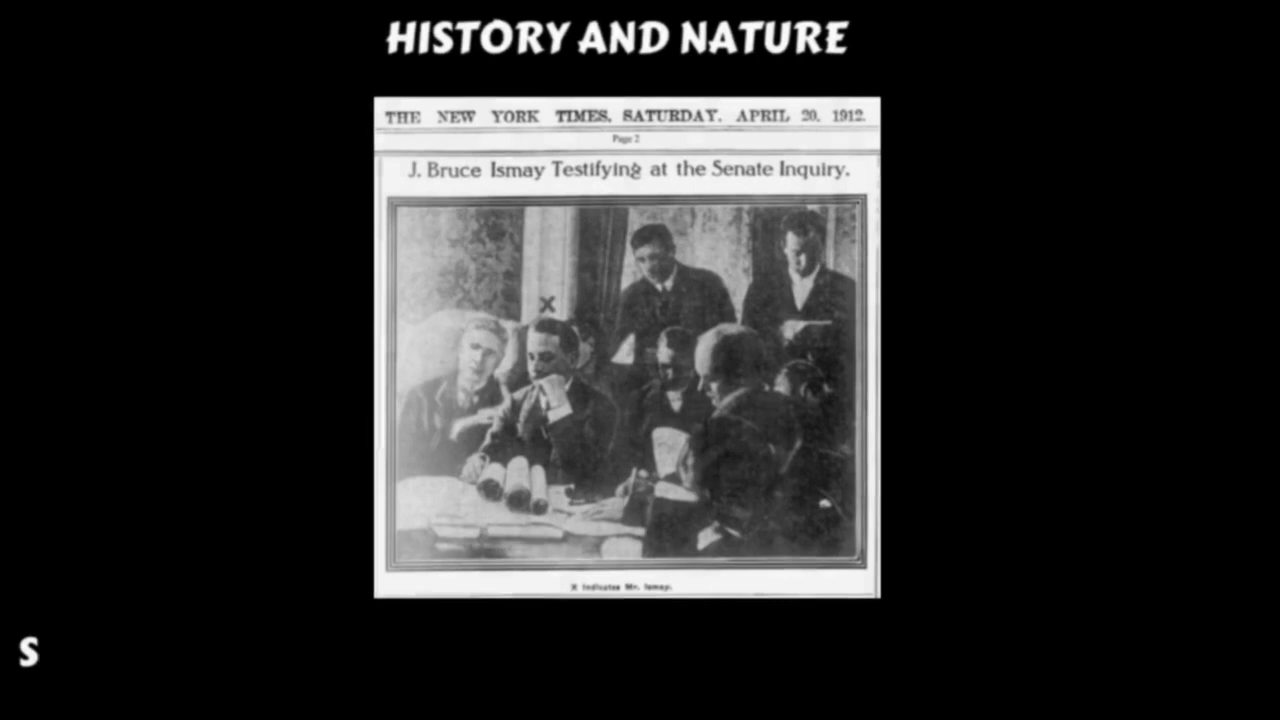 HISTORY AND NATURE
THE NEW YORK TIMES, SATURDAY, APRIL 20, 1912.
Page 2
J. Bruce Ismay Testifying at the Senate Inquiry.
X
X Indicates Mr. Ismay.
S